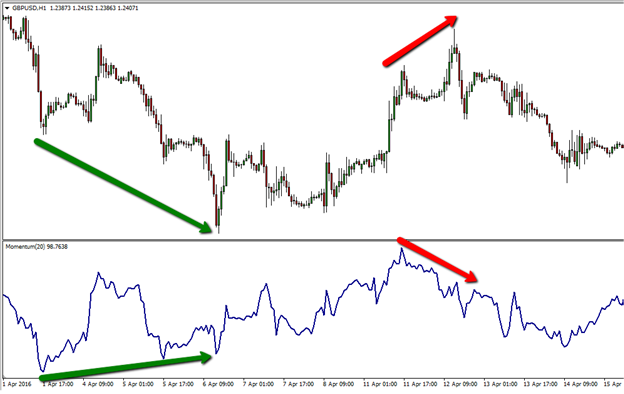 GBPUSD,H1 1.23873 1.24152 1.23863 1.24071
Momentum(20) 98.7638
1 Apr 2016
1 Apr 17:00
4 Apr 09:00
5 Apr 01:00
5 Apr 17:00
6 Apr 09:00
7 Apr 01:00
7 Apr 17:00
8 Apr 09:00
11 Apr 01:00
11 Apr 17:00
12 Apr 09:00
13 Apr 01:00
13 Apr 17:00
14 Apr 09:00
15 Apr